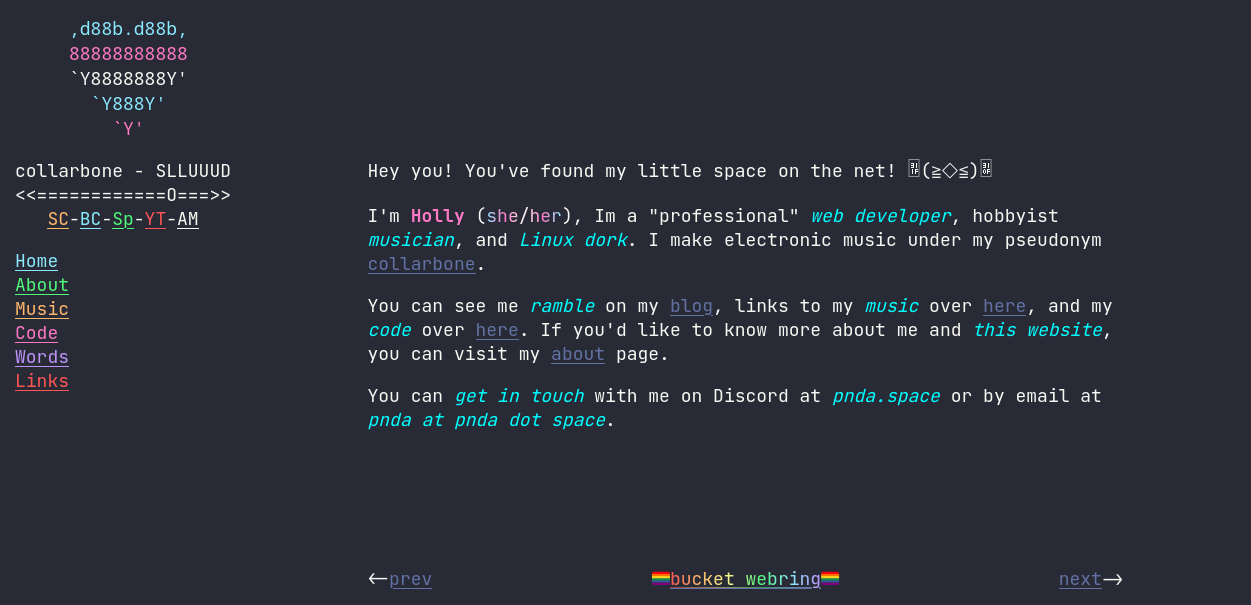 ,d88b.d88b,
88888888888
`Y8888888Y'
`Y888Y'
`Y'
collarbone - SLLUUUD
<<============O===>>
SC-BC-Sp-YT-AM
Home
About
Music
Code
Words
Links
Hey you! You've found my little space on the net! (≧◇≦)
I'm Holly (she/her), Im a "professional" web developer, hobbyist
musician, and Linux dork. I make electronic music under my pseudonym
collarbone.
You can see me ramble on my blog, links to my music over here, and my
code over here. If you'd like to know more about me and this website,
you can visit my about page.
You can get in touch with me on Discord at pnda.space or by email at
pnda at pnda dot space.
←prev
bucket webring
next→